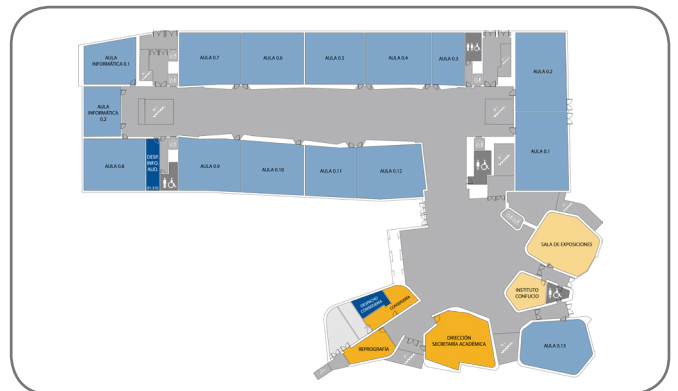 AULA
INFORMÁTICA 0.1
AULA 0.7
AULA 0.6
AULA 0.5
AULA 0.4
AULA 0.3
AULA 0.2
AULA
INFORMÁTICA
0.2
AULA 0.8
DESP.
INFO.
AUD.
AULA 0.9
AULA 0.10
AULA 0.11
AULA 0.12
AULA 0.1
SALA DE EXPOSICIONES
INSTITUTO
CONFUCIO
DESPACHO
CONSERJERÍA
CONSERJERÍA
REPROGRAFÍA
DIRECCIÓN
SECRETARÍA ACADÉMICA
AULA 0.13